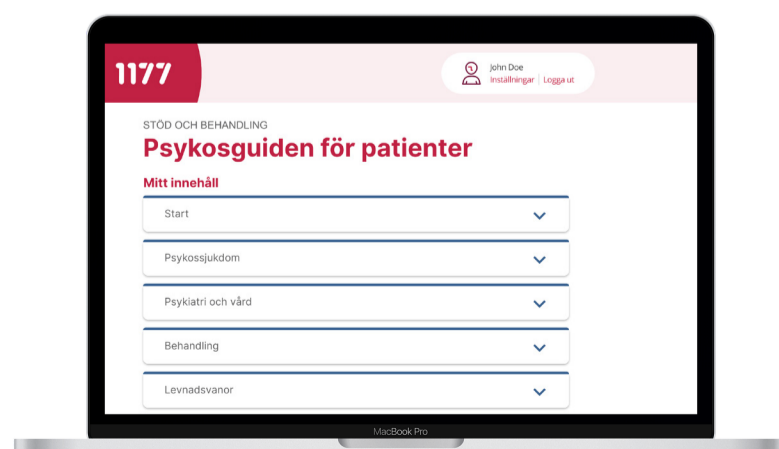 1177
John Doe
Inställningar | Logga ut
STÖD OCH BEHANDLING
Psykosguiden för patienter
Mitt innehåll
Start
Psykossjukdom
Psykiatri och vård
Behandling
Levnadsvanor
MacBook Pro